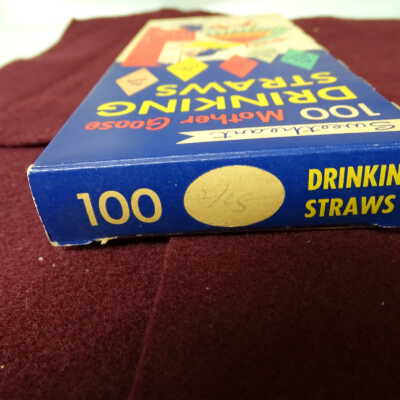 100
DRINKIN
STRAWS
Sweetheart
100 Mother Goose
DRINKING
STRAWS